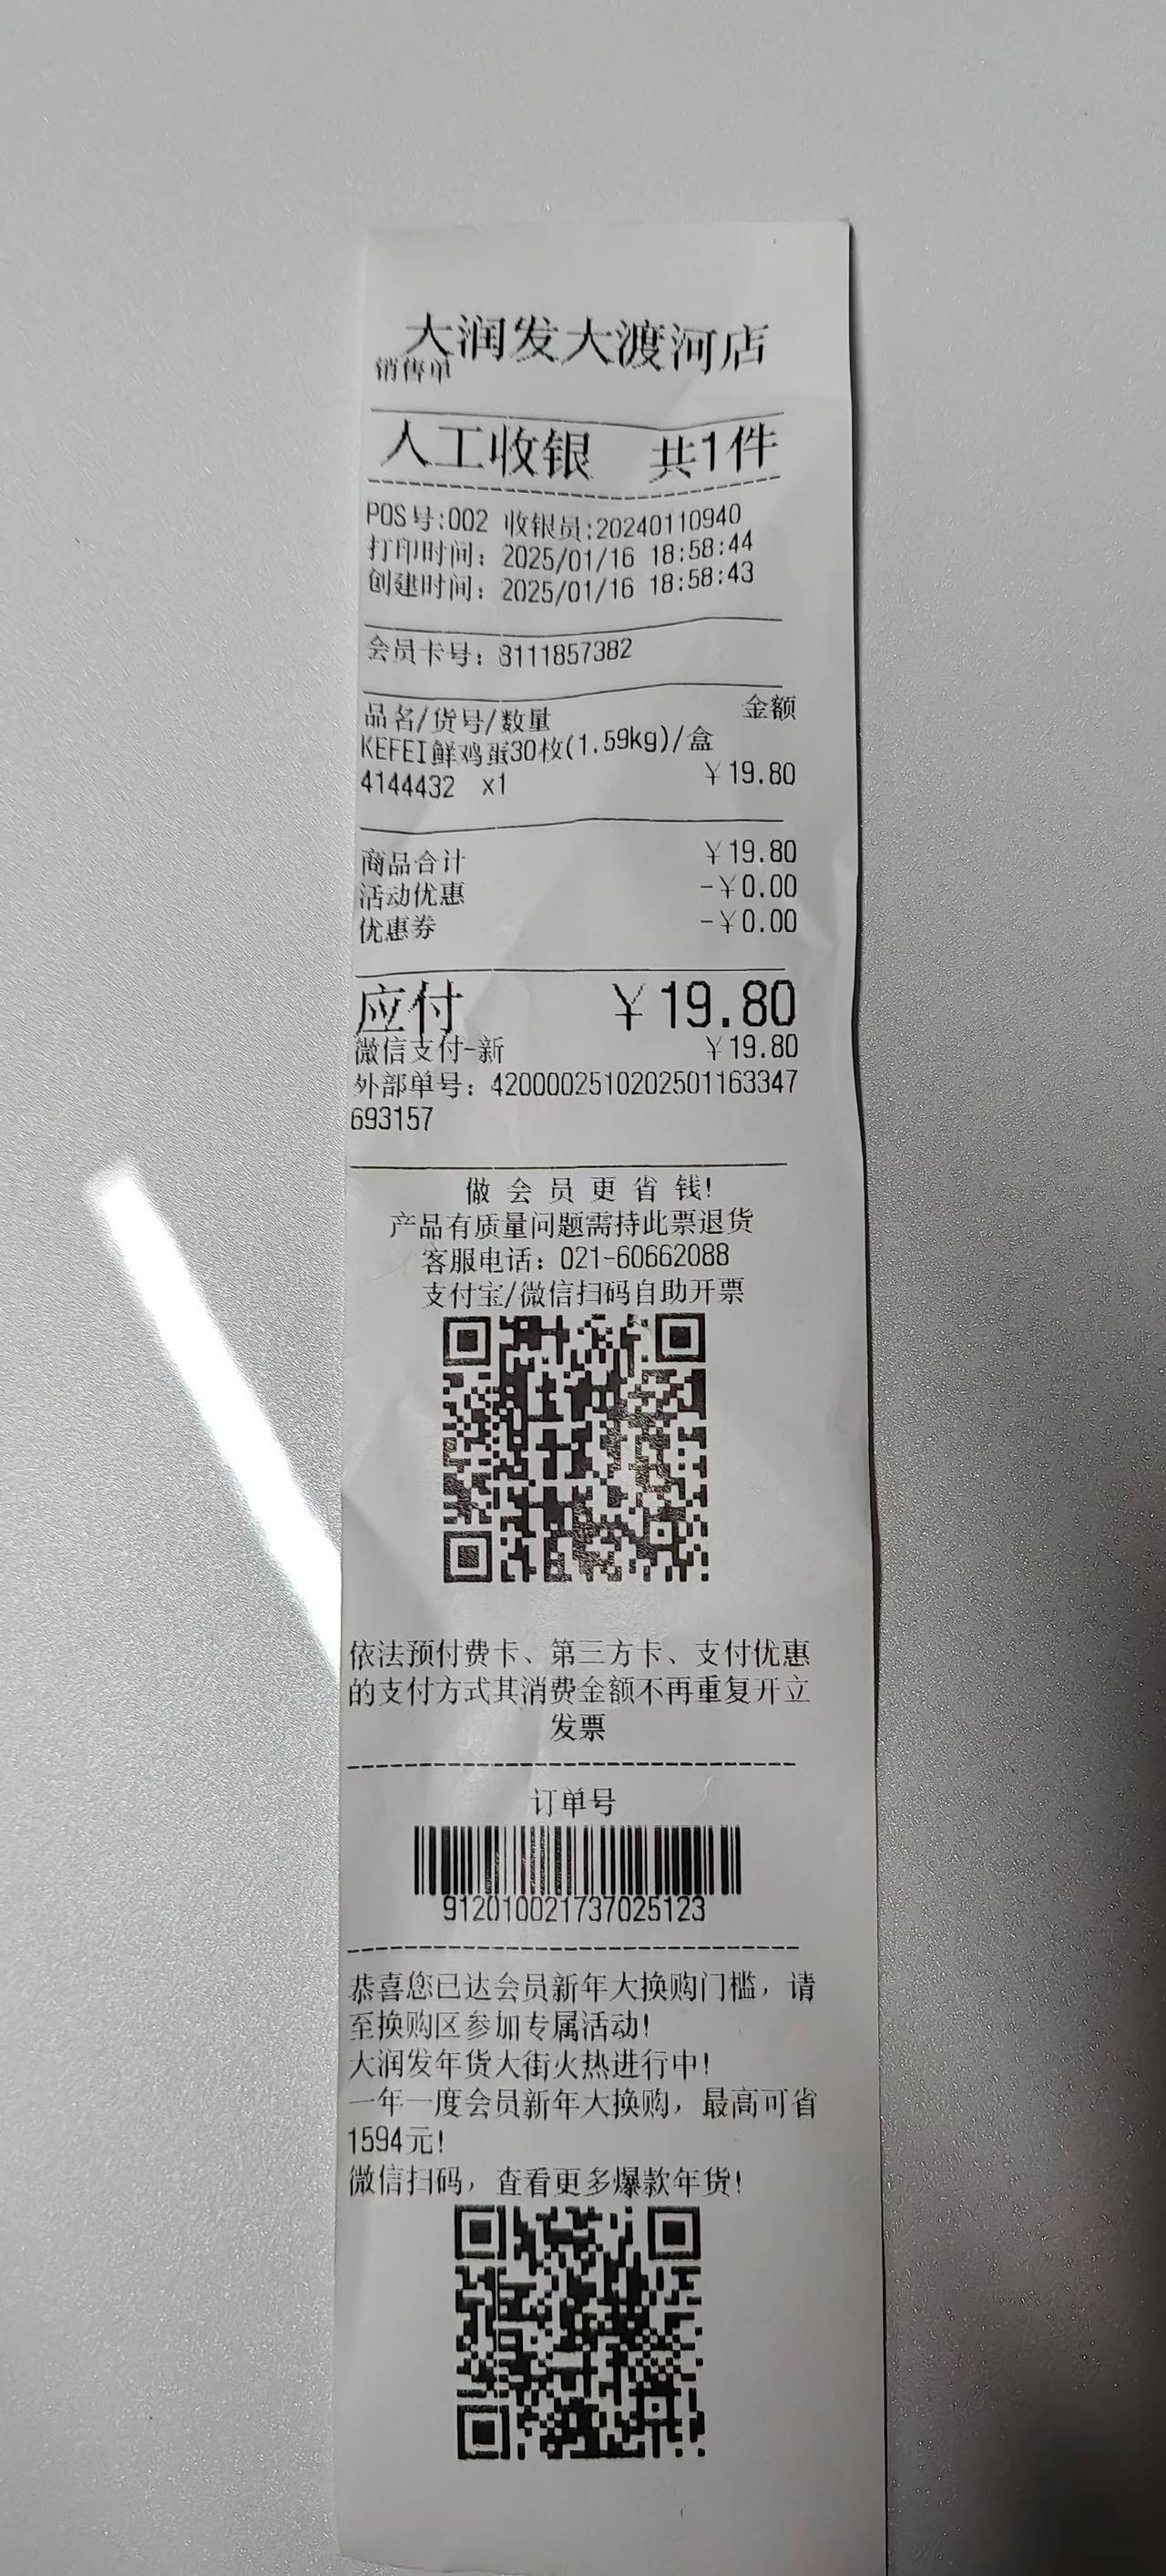 大润发大渡河店
销售单
人工收银 共1件
POS号:002 收银员:20240110940
打印时间: 2025/01/16 18:58:44
创建时间: 2025/01/16 18:58:43
会员卡号: 8111857382
品名/货号/数量 金额
KEFEI鲜鸡蛋30枚(1.59kg)/盒
4144432 x1 ￥19.80
商品合计 ￥19.80
活动优惠 -￥0.00
优惠券 -￥0.00
应付 ￥19.80
微信支付-新 ￥19.80
外部单号: 4200002510202501163347
693157
做会员更省钱!
产品有质量问题需持此票退货
客服电话: 021-60662088
支付宝/微信扫码自助开票
依法预付费卡、第三方卡、支付优惠
的支付方式其消费金额不再重复开立
发票
订单号
912010021737025123
恭喜您已达会员新年大换购门槛，请
至换购区参加专属活动!
大润发年货大街火热进行中!
一年一度会员新年大换购，最高可省
1594元!
微信扫码，查看更多爆款年货!